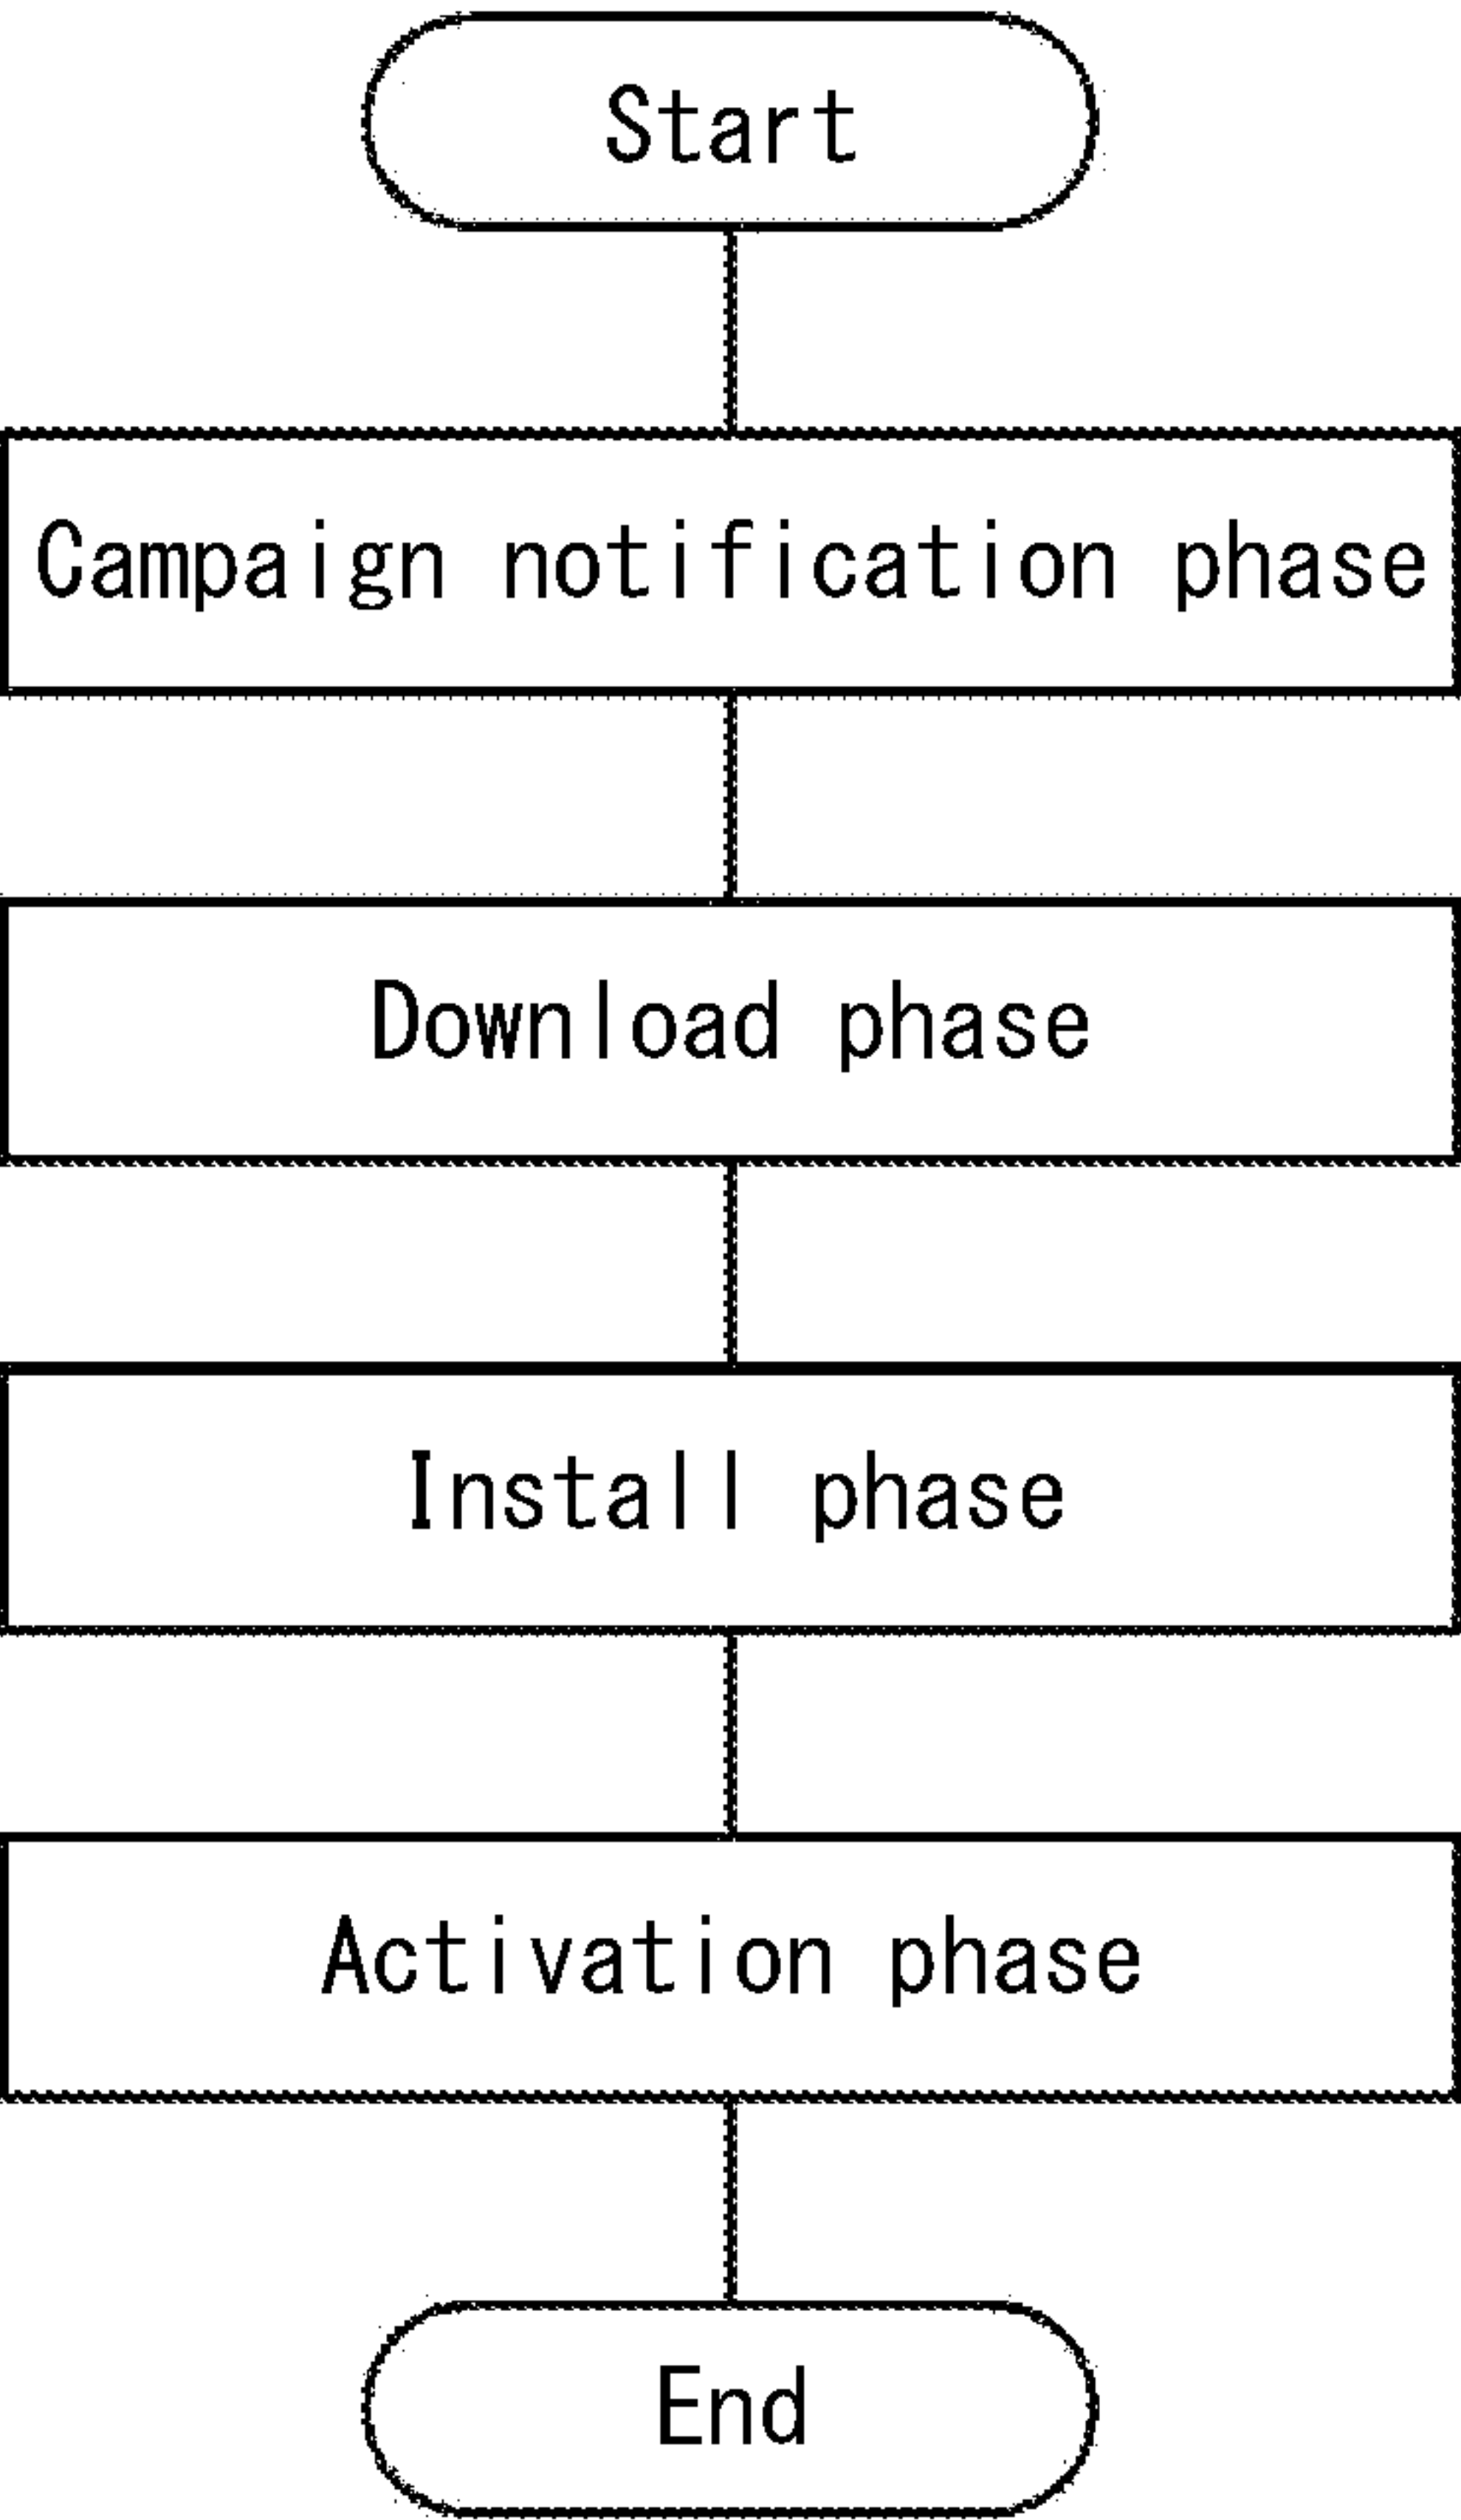 Start
Campaign notification phase
Download phase
Install phase
Activation phase
End